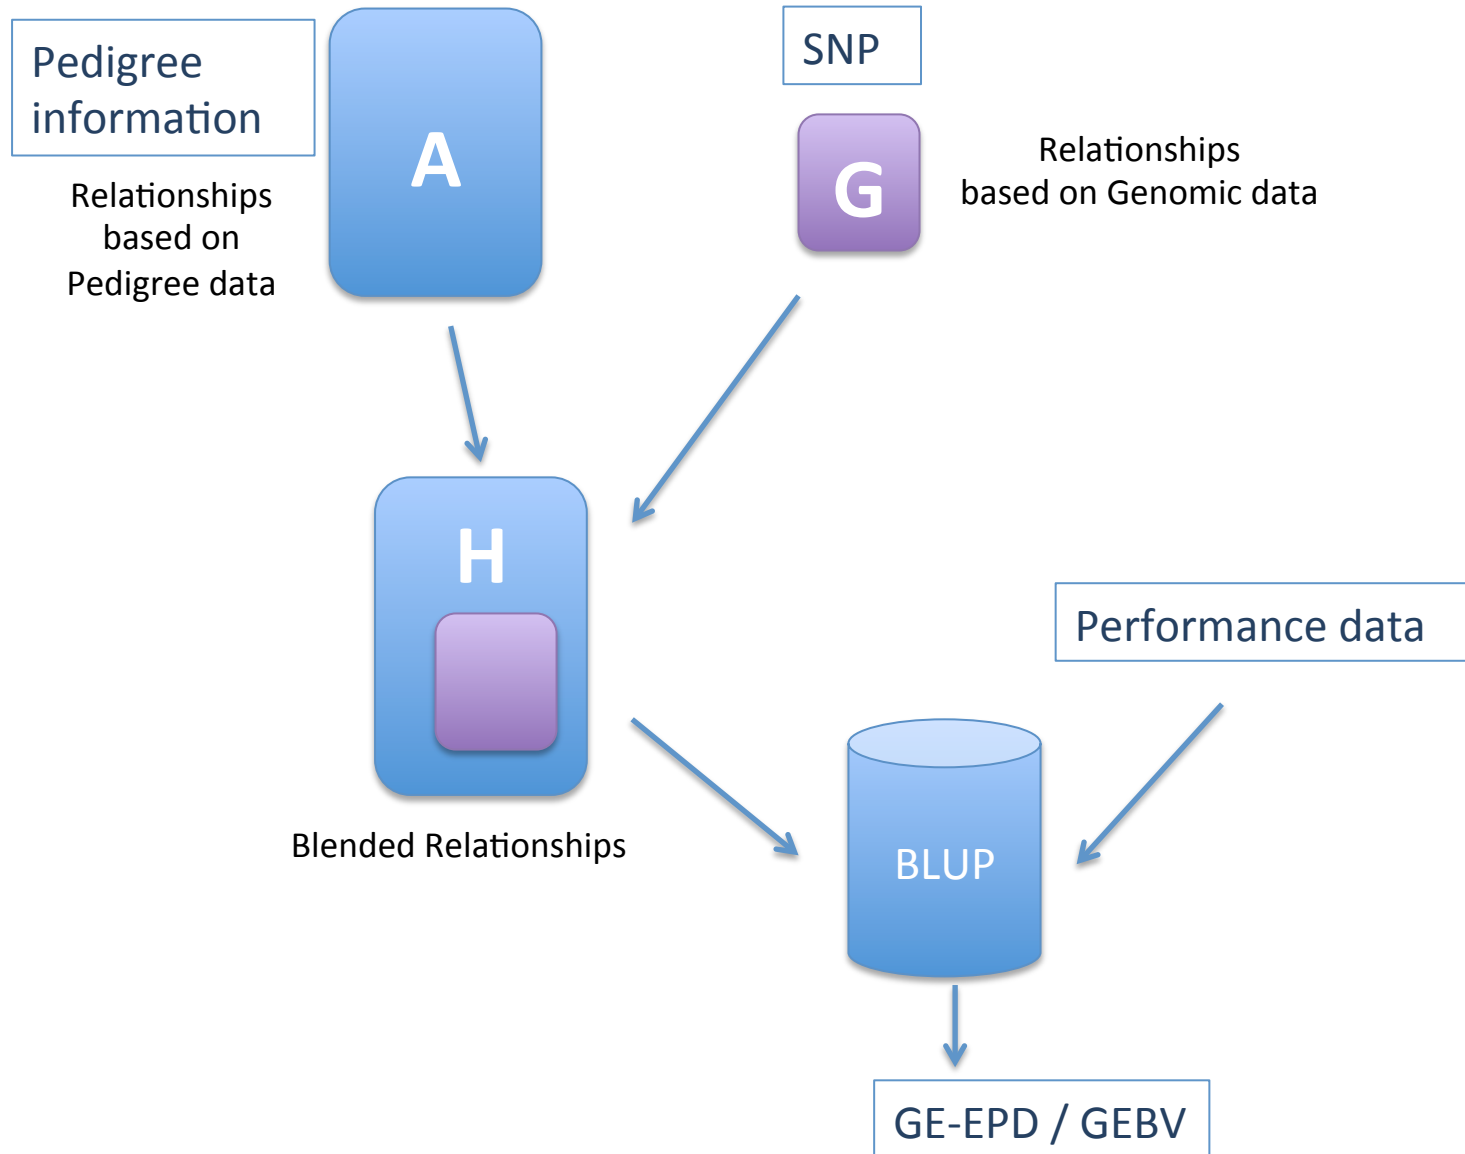 Pedigree
information
A
Relationships
based on
Pedigree data
SNP
G
Relationships
based on Genomic data
H
Blended Relationships
Performance data
BLUP
GE-EPD / GEBV